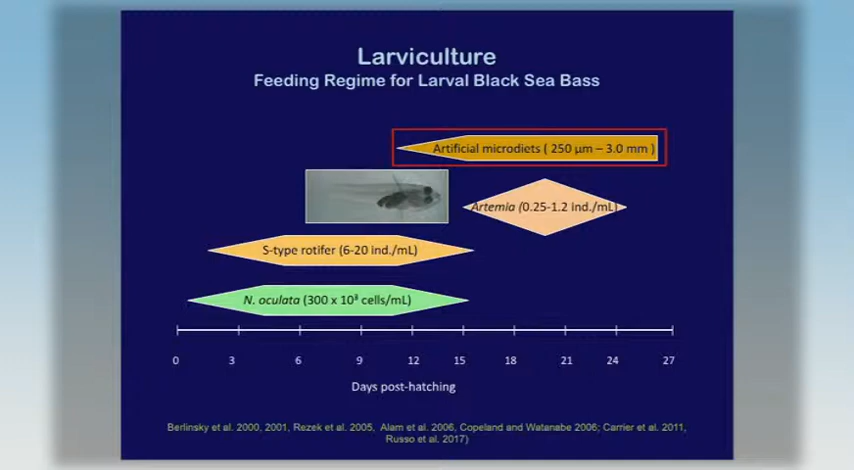 Larviculture
Feeding Regime for Larval Black Sea Bass
Artificial microdiets ( 250 µm – 3.0 mm )
Artemia (0.25-1.2 ind./mL)
S-type rotifer (6-20 ind./mL)
N. oculata (300 x 10³ cells/mL)
0 3 6 9 12 15 18 21 24 27
Days post-hatching
Berlinsky et al. 2000, 2001, Rezek et al. 2005, Alam et al. 2006, Copeland and Watanabe 2006; Carrier et al. 2011,
Russo et al. 2017)